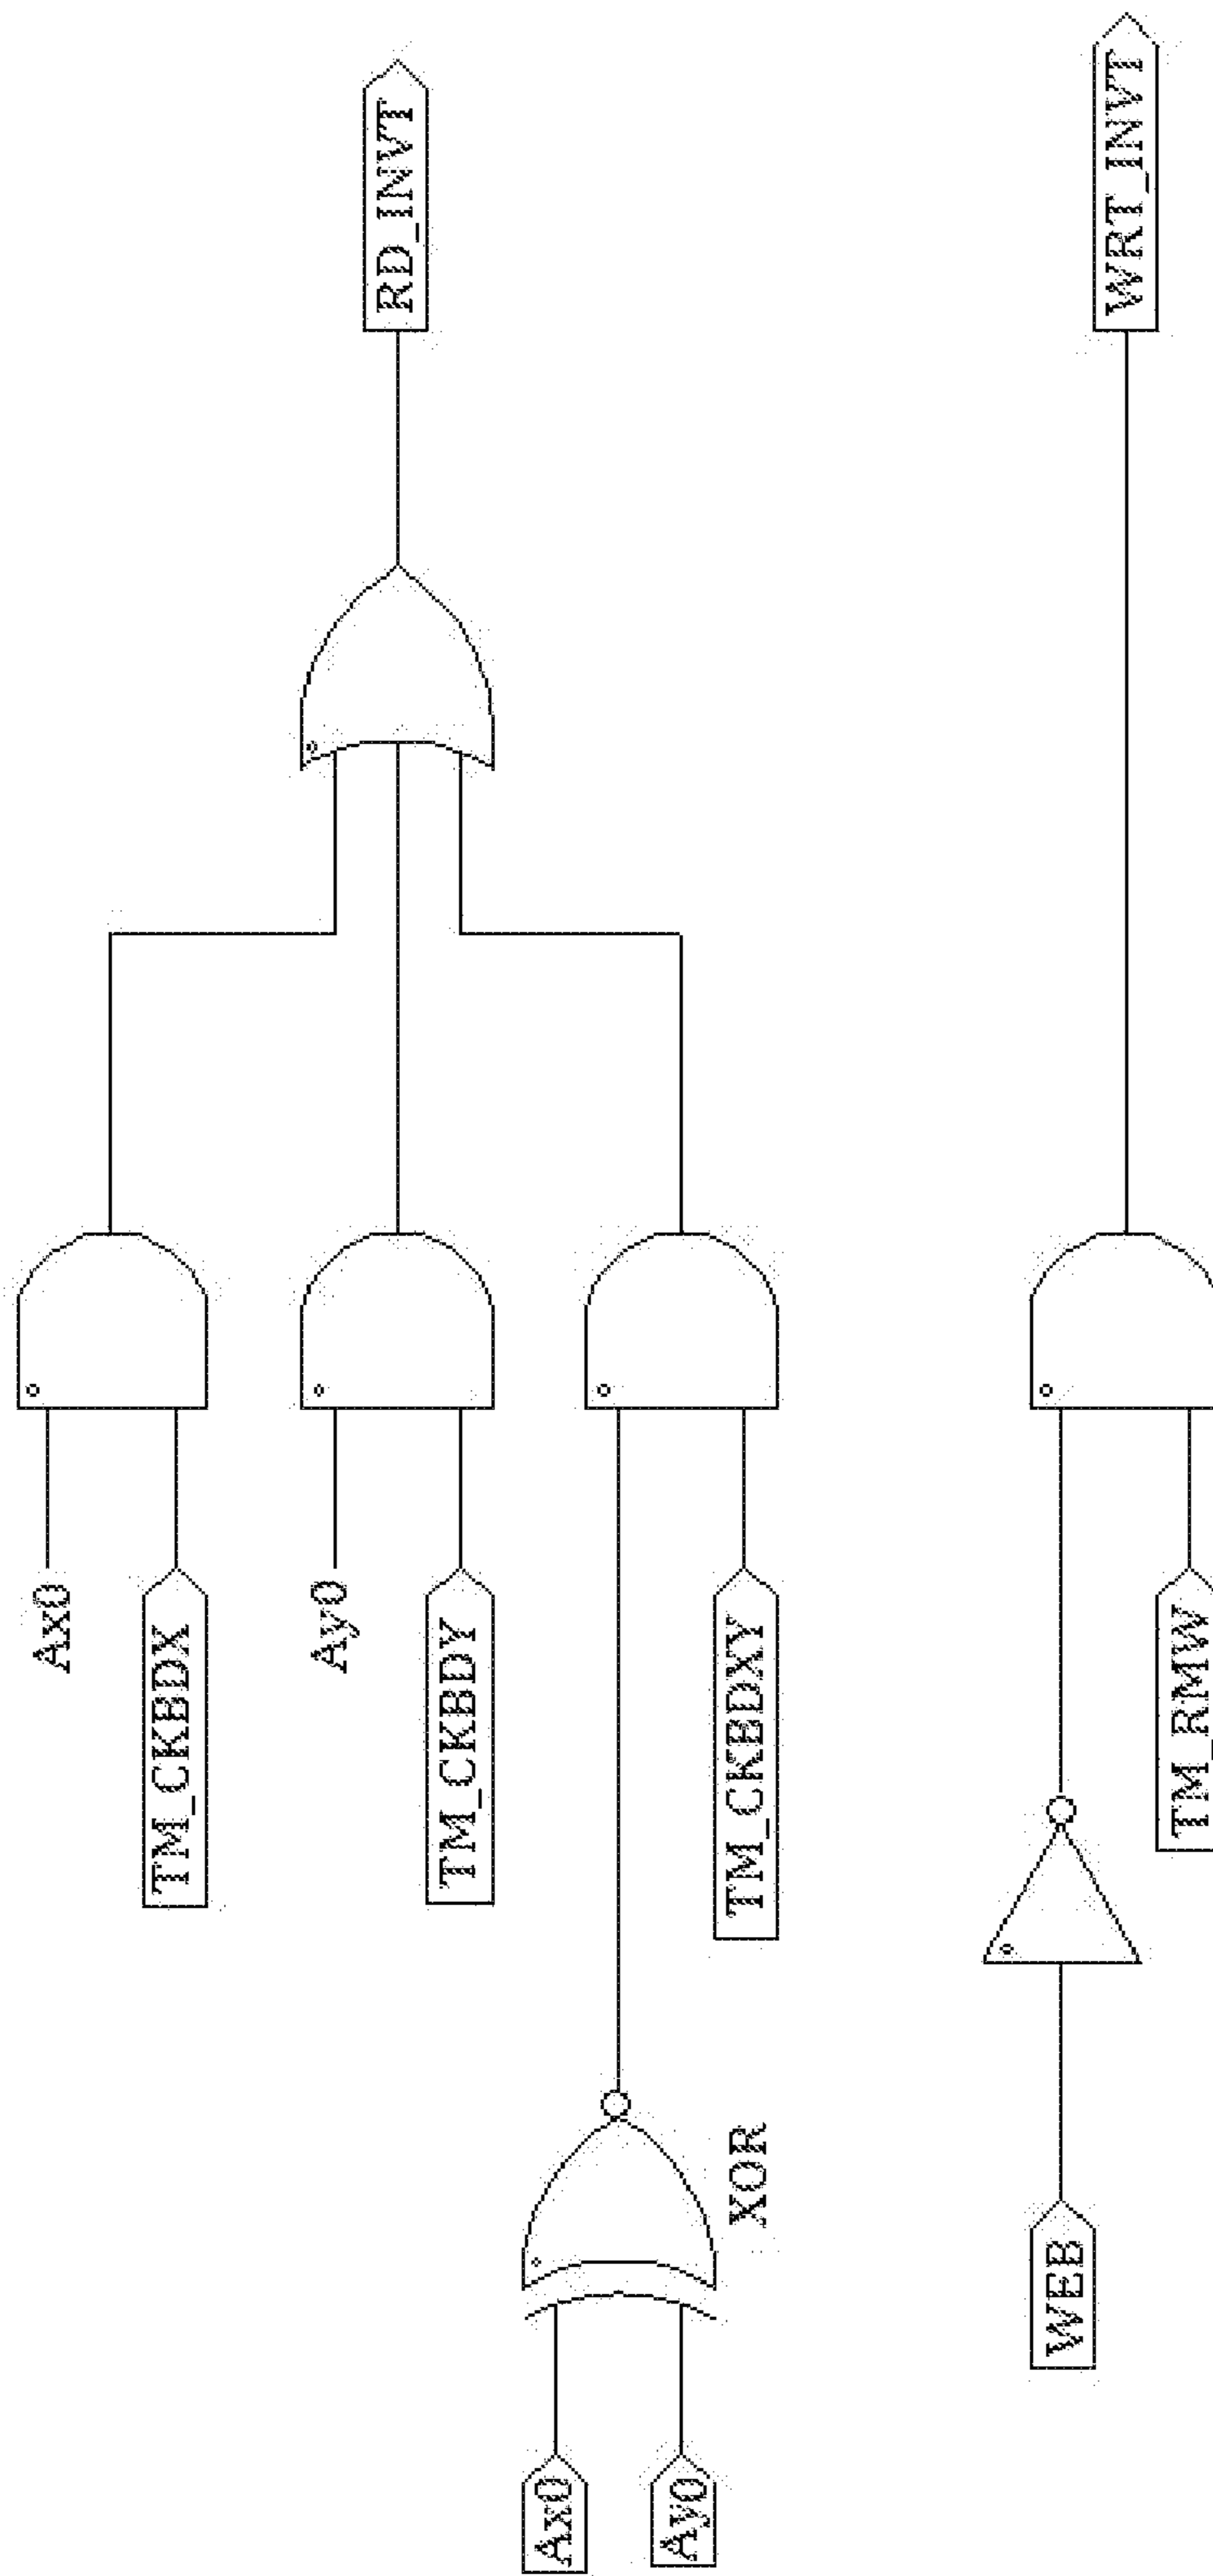 Ax0
TM_CKBDX
Ay0
TM_CKBDY
RD_INVT
Ax0
Ay0
XOR
TM_CKBDXY
WEB
TM_RMW
WRT_INVT